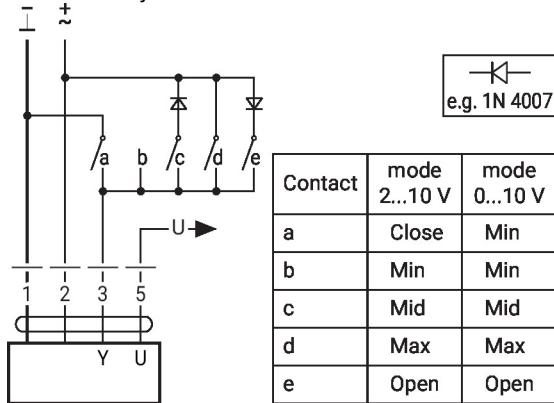 − +
⊥ ~
e.g. 1N 4007
a b c d e
U
1 2 3 5
Y U
Contact mode 2...10 V mode 0...10 V
a Close Min
b Min Min
c Mid Mid
d Max Max
e Open Open